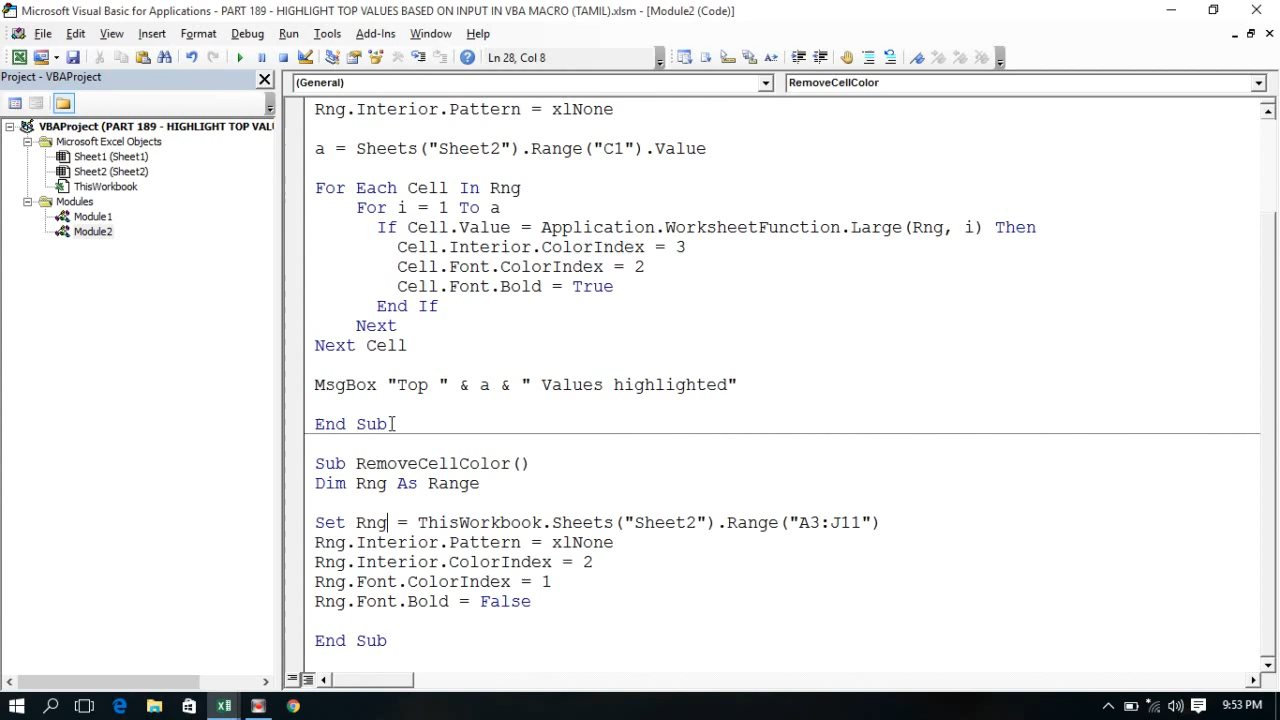 Microsoft Visual Basic for Applications - PART 189 - HIGHLIGHT TOP VALUES BASED ON INPUT IN VBA MACRO (TAMIL).xlsm - [Module2 (Code)]
File Edit View Insert Format Debug Run Tools Add-Ins Window Help
Ln 28, Col 8
Project - VBAProject
(General)
RemoveCellColor
VBAProject (PART 189 - HIGHLIGHT TOP VALU
Microsoft Excel Objects
Sheet1 (Sheet1)
Sheet2 (Sheet2)
ThisWorkbook
Modules
Module1
Module2
Rng.Interior.Pattern = xlNone
a = Sheets("Sheet2").Range("C1").Value
For Each Cell In Rng
For i = 1 To a
If Cell.Value = Application.WorksheetFunction.Large(Rng, i) Then
Cell.Interior.ColorIndex = 3
Cell.Font.ColorIndex = 2
Cell.Font.Bold = True
End If
Next
Next Cell
MsgBox "Top " & a & " Values highlighted"
End Sub
Sub RemoveCellColor()
Dim Rng As Range
Set Rng = ThisWorkbook.Sheets("Sheet2").Range("A3:J11")
Rng.Interior.Pattern = xlNone
Rng.Interior.ColorIndex = 2
Rng.Font.ColorIndex = 1
Rng.Font.Bold = False
End Sub
9:53 PM